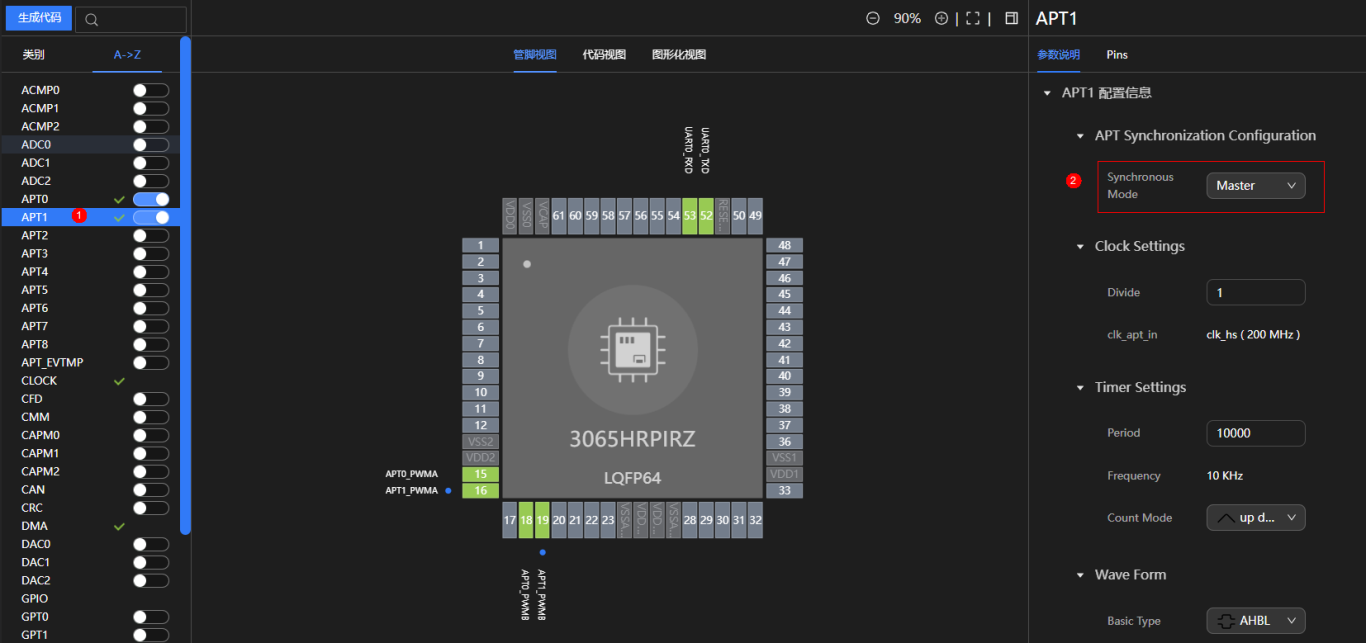 生成代码
90%
APT1
类别
A->Z
管脚视图
代码视图
图形化视图
参数说明
Pins
ACMP0
ACMP1
ACMP2
ADC0
ADC1
ADC2
APT0
APT1
1
APT2
APT3
APT4
APT5
APT6
APT7
APT8
APT_EVTMP
CLOCK
CFD
CMM
CAPM0
CAPM1
CAPM2
CAN
CRC
DMA
DAC0
DAC1
DAC2
GPIO
GPT0
GPT1
UART0_RXD
UART0_TXD
VDD0
VSS0
VCAP
61
60
59
58
57
56
55
54
53
52
RESE...
50
49
1
2
3
4
5
6
7
8
9
10
11
12
VSS2
VDD2
APT0_PWMA
15
APT1_PWMA
16
48
47
46
45
44
43
42
41
40
39
38
37
36
VSS1
VDD1
33
3065HRPIRZ
LQFP64
17
18
19
20
21
22
23
VSSA...
VDD...
VDD...
VSSA...
28
29
30
31
32
APT0_PWMB
APT1_PWMB
APT1 配置信息
APT Synchronization Configuration
2
Synchronous
Mode
Master
Clock Settings
Divide
1
clk_apt_in
clk_hs ( 200 MHz )
Timer Settings
Period
10000
Frequency
10 KHz
Count Mode
up d...
Wave Form
Basic Type
AHBL